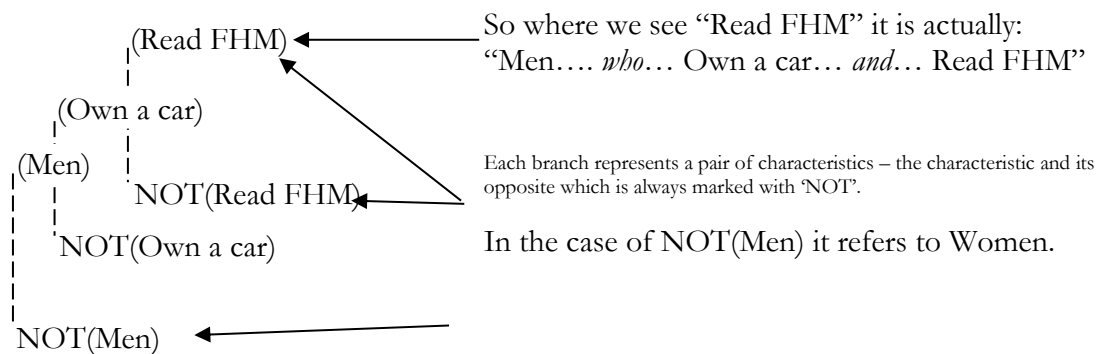 (Read FHM)
So where we see “Read FHM” it is actually:
“Men…. who… Own a car… and… Read FHM”
(Own a car)
(Men)
Each branch represents a pair of characteristics – the characteristic and its
opposite which is always marked with ‘NOT’.
NOT(Read FHM)
NOT(Own a car)
In the case of NOT(Men) it refers to Women.
NOT(Men)